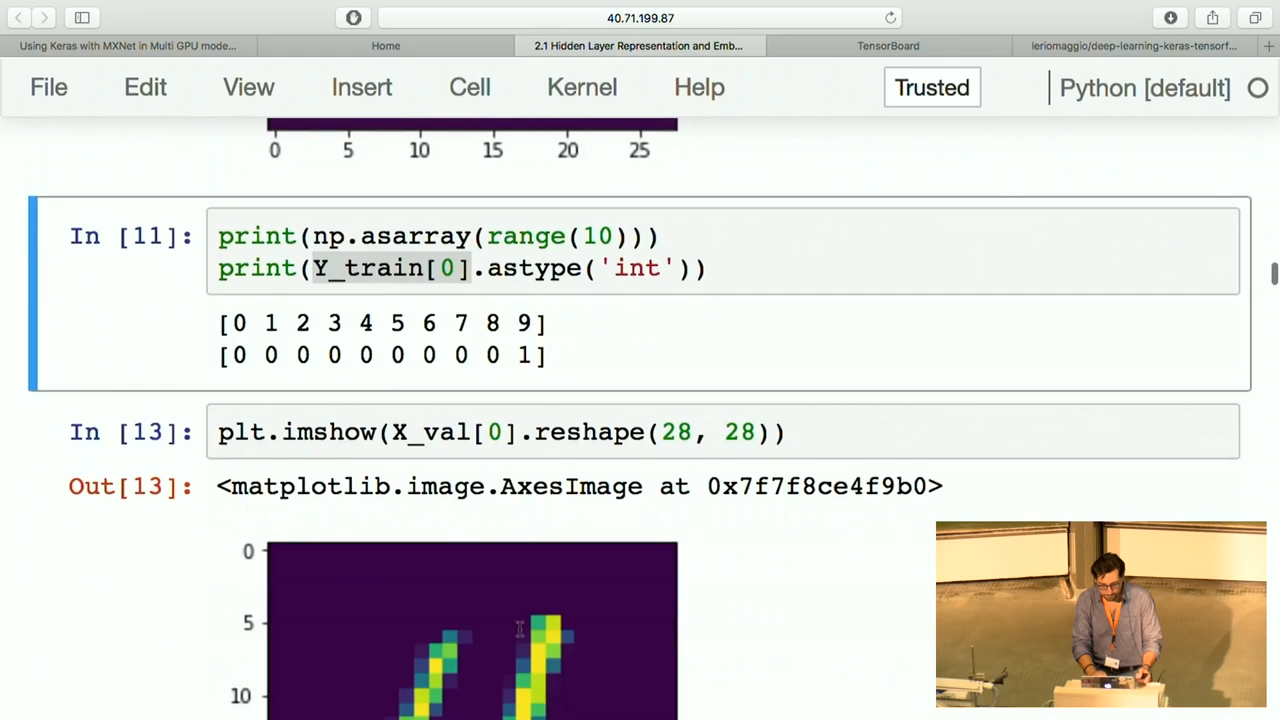 40.71.199.87
Using Keras with MXNet in Multi GPU mode... Home 2.1 Hidden Layer Representation and Emb... TensorBoard leriomaggio/deep-learning-keras-tensorf... +
File Edit View Insert Cell Kernel Help Trusted Python [default]
0 5 10 15 20 25
In [11]: print(np.asarray(range(10)))
print(Y_train[0].astype('int'))
[0 1 2 3 4 5 6 7 8 9]
[0 0 0 0 0 0 0 0 0 1]
In [13]: plt.imshow(X_val[0].reshape(28, 28))
Out[13]: <matplotlib.image.AxesImage at 0x7f7f8ce4f9b0>
0
5
10